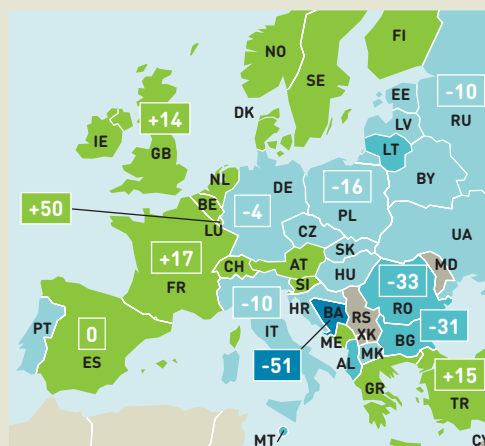 NO
FI
SE
EE
-10
LV
RU
DK
LT
+14
IE
GB
BY
NL
DE
-16
BE
+50
-4
PL
LU
CZ
UA
SK
+17
CH
AT
HU
MD
FR
SI
-33
-10
HR
BA
RS
RO
PT
0
IT
XK
-31
ES
ME
BG
-51
AL
MK
+15
GR
TR
MT
CY